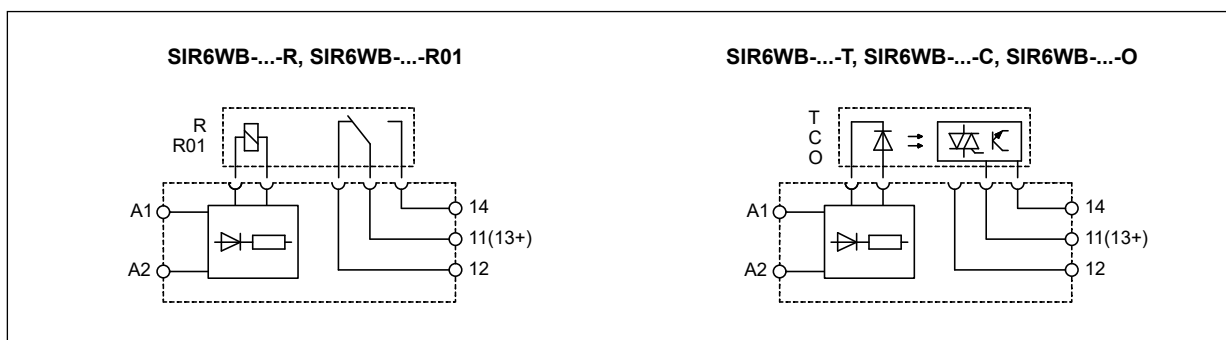 SIR6WB-...-R, SIR6WB-...-R01
R
R01
A1
A2
14
11(13+)
12
SIR6WB-...-T, SIR6WB-...-C, SIR6WB-...-O
T
C
O
A1
A2
14
11(13+)
12